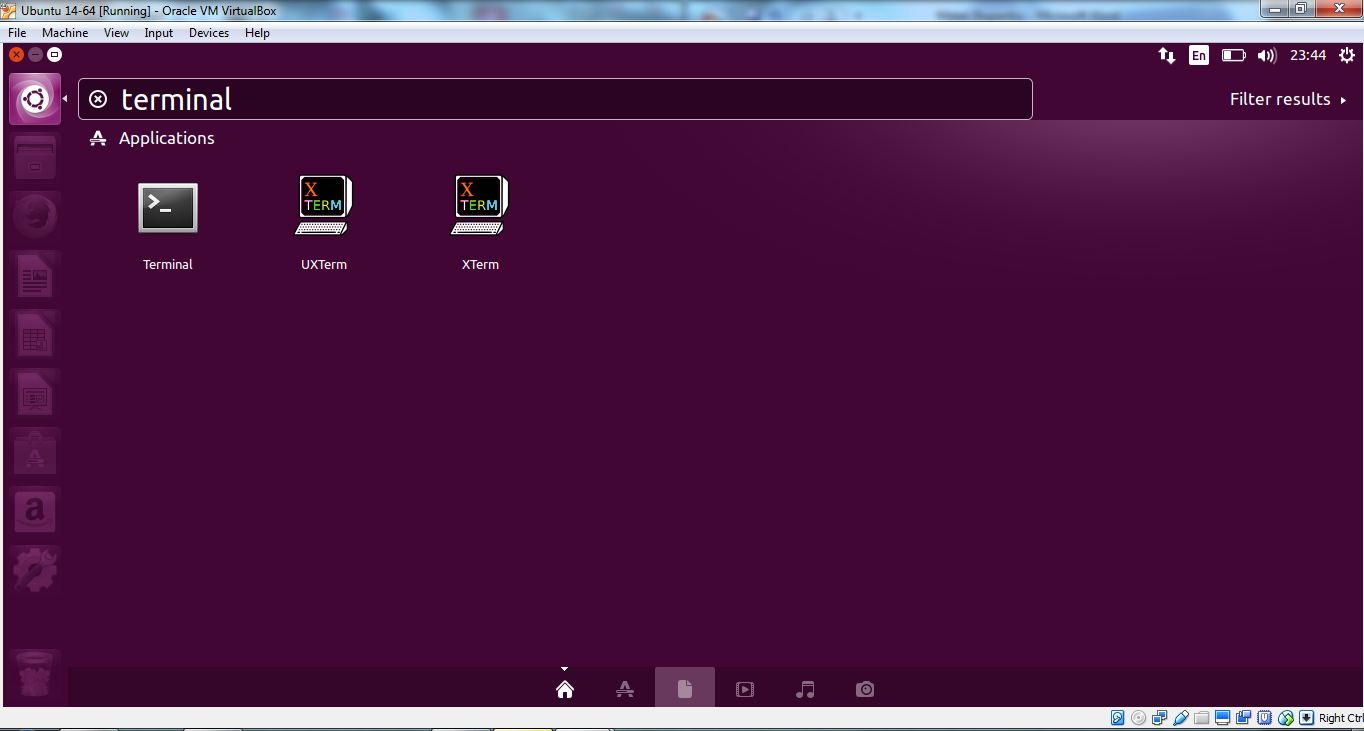 Ubuntu 14-64 [Running] - Oracle VM VirtualBox
File Machine View Input Devices Help
En 23:44
terminal
Filter results
Applications
>_
X TERM
X TERM
Terminal UXTerm XTerm
a
Right Ctrl